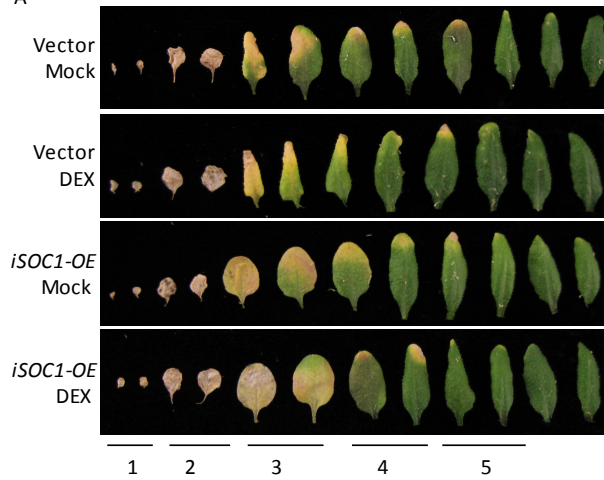 A
Vector
Mock
Vector
DEX
iSOC1-OE
Mock
iSOC1-OE
DEX
1 2 3 4 5